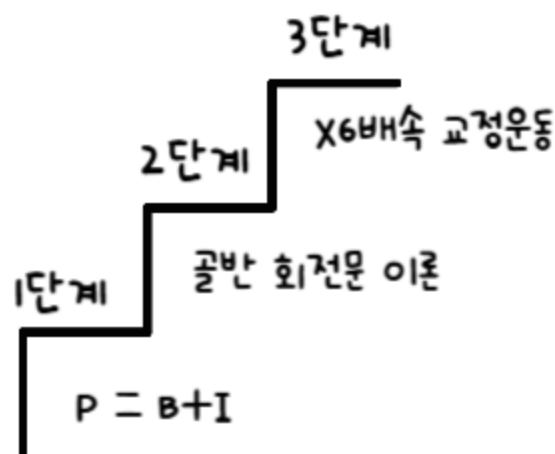 3단계
X6배속 교정운동
2단계
골반 회전문 이론
1단계
P = B+I